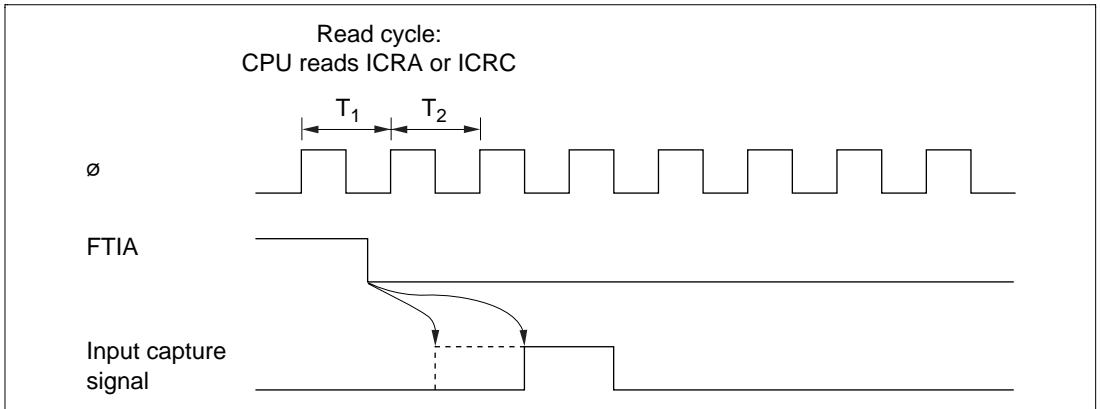 Read cycle:
CPU reads ICRA or ICRC
T1 T2
ø
FTIA
Input capture
signal